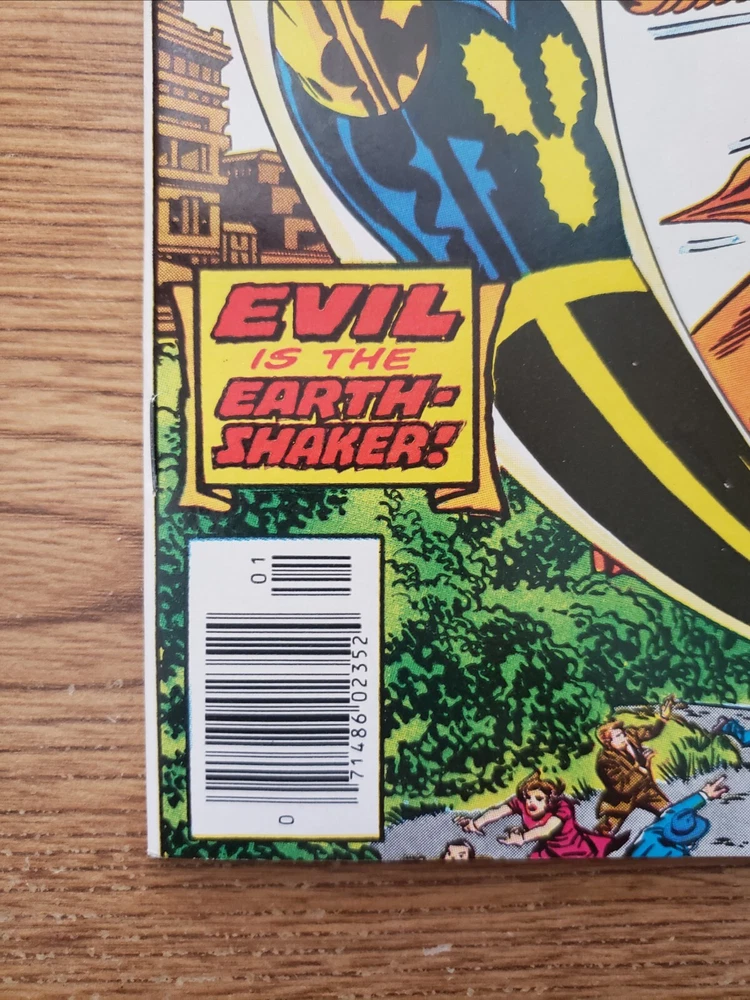 EVIL
IS THE
EARTH-
SHAKER!
01
71486 02352
0